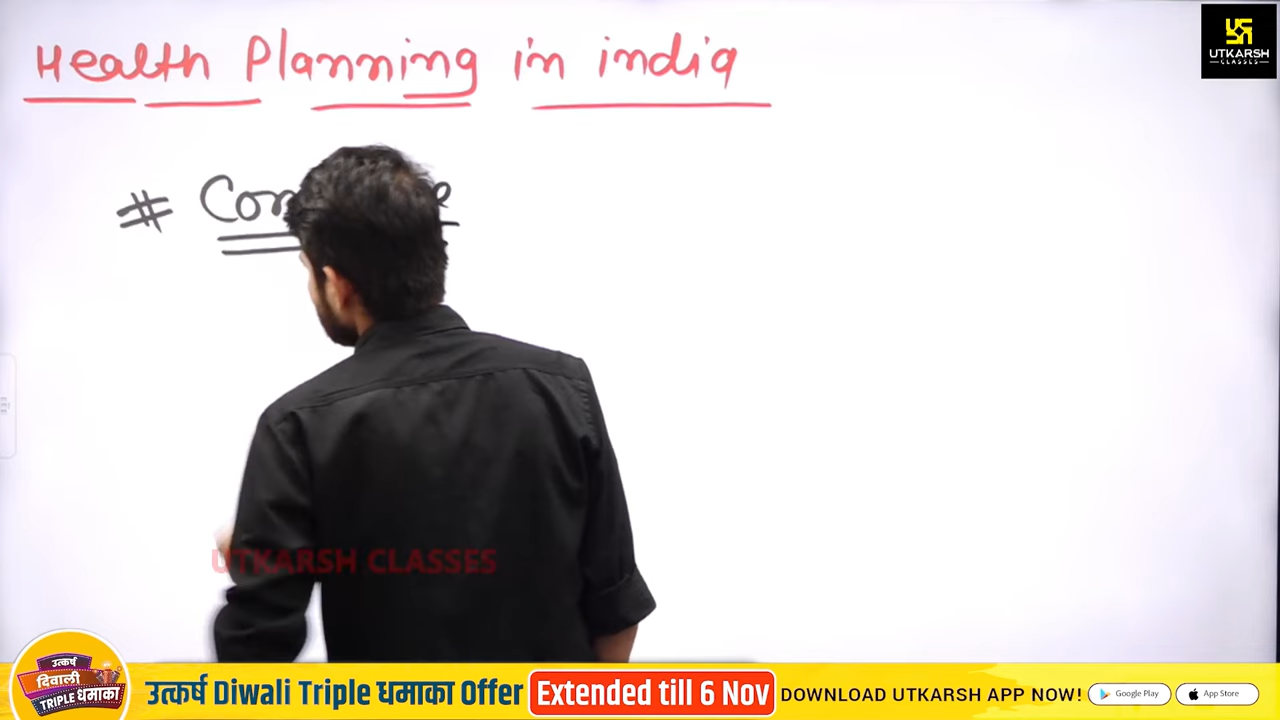 Health Planning in india
UTKARSH
CLASSES
#
UTKARSH CLASSES
उत्कर्ष
दिवाली
TRIPLE धमाका
उत्कर्ष Diwali Triple धमाका Offer Extended till 6 Nov DOWNLOAD UTKARSH APP NOW! Google Play App Store